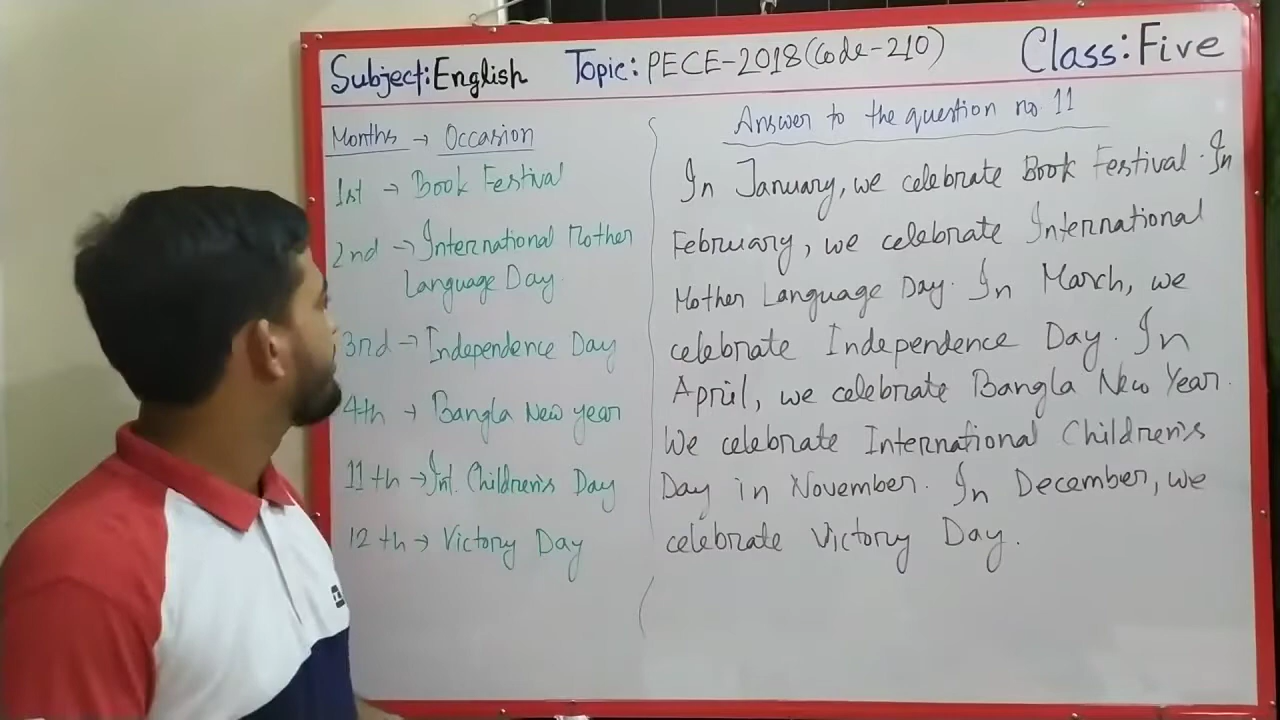 Subject: English Topic: PECE-2018 (Code-210) Class: Five
Months → Occasion
1st → Book Festival
2nd → International Mother
Language Day.
3rd → Independence Day
4th → Bangla New year
11th → Int. Children's Day
12th → Victory Day
Answer to the question no 11
In January, we celebrate Book Festival. In
February, we celebrate International
Mother Language Day. In March, we
celebrate Independence Day. In
April, we celebrate Bangla New Year.
We celebrate International Children's
Day in November. In December, we
celebrate Victory Day.